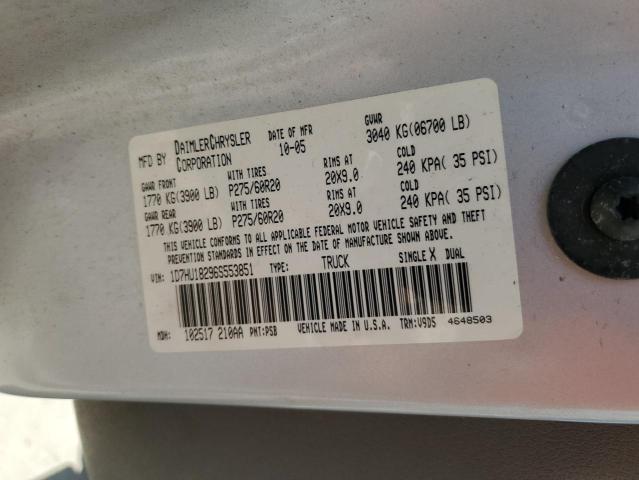 MFD BY DAIMLERCHRYSLER CORPORATION DATE OF MFR 10-05 GVWR 3040 KG(06700 LB)
GAWR FRONT WITH TIRES RIMS AT COLD
1770 KG(3900 LB) P275/60R20 20X9.0 240 KPA( 35 PSI)
GAWR REAR WITH TIRES RIMS AT COLD
1770 KG(3900 LB) P275/60R20 20X9.0 240 KPA( 35 PSI)
THIS VEHICLE CONFORMS TO ALL APPLICABLE FEDERAL MOTOR VEHICLE SAFETY AND THEFT
PREVENTION STANDARDS IN EFFECT ON THE DATE OF MANUFACTURE SHOWN ABOVE.
VIN: 1D7HU18296S553851 TYPE: TRUCK SINGLE X DUAL
MDH: 102517 210AA PNT:PSB VEHICLE MADE IN U.S.A. TRM:V9D5 4648503